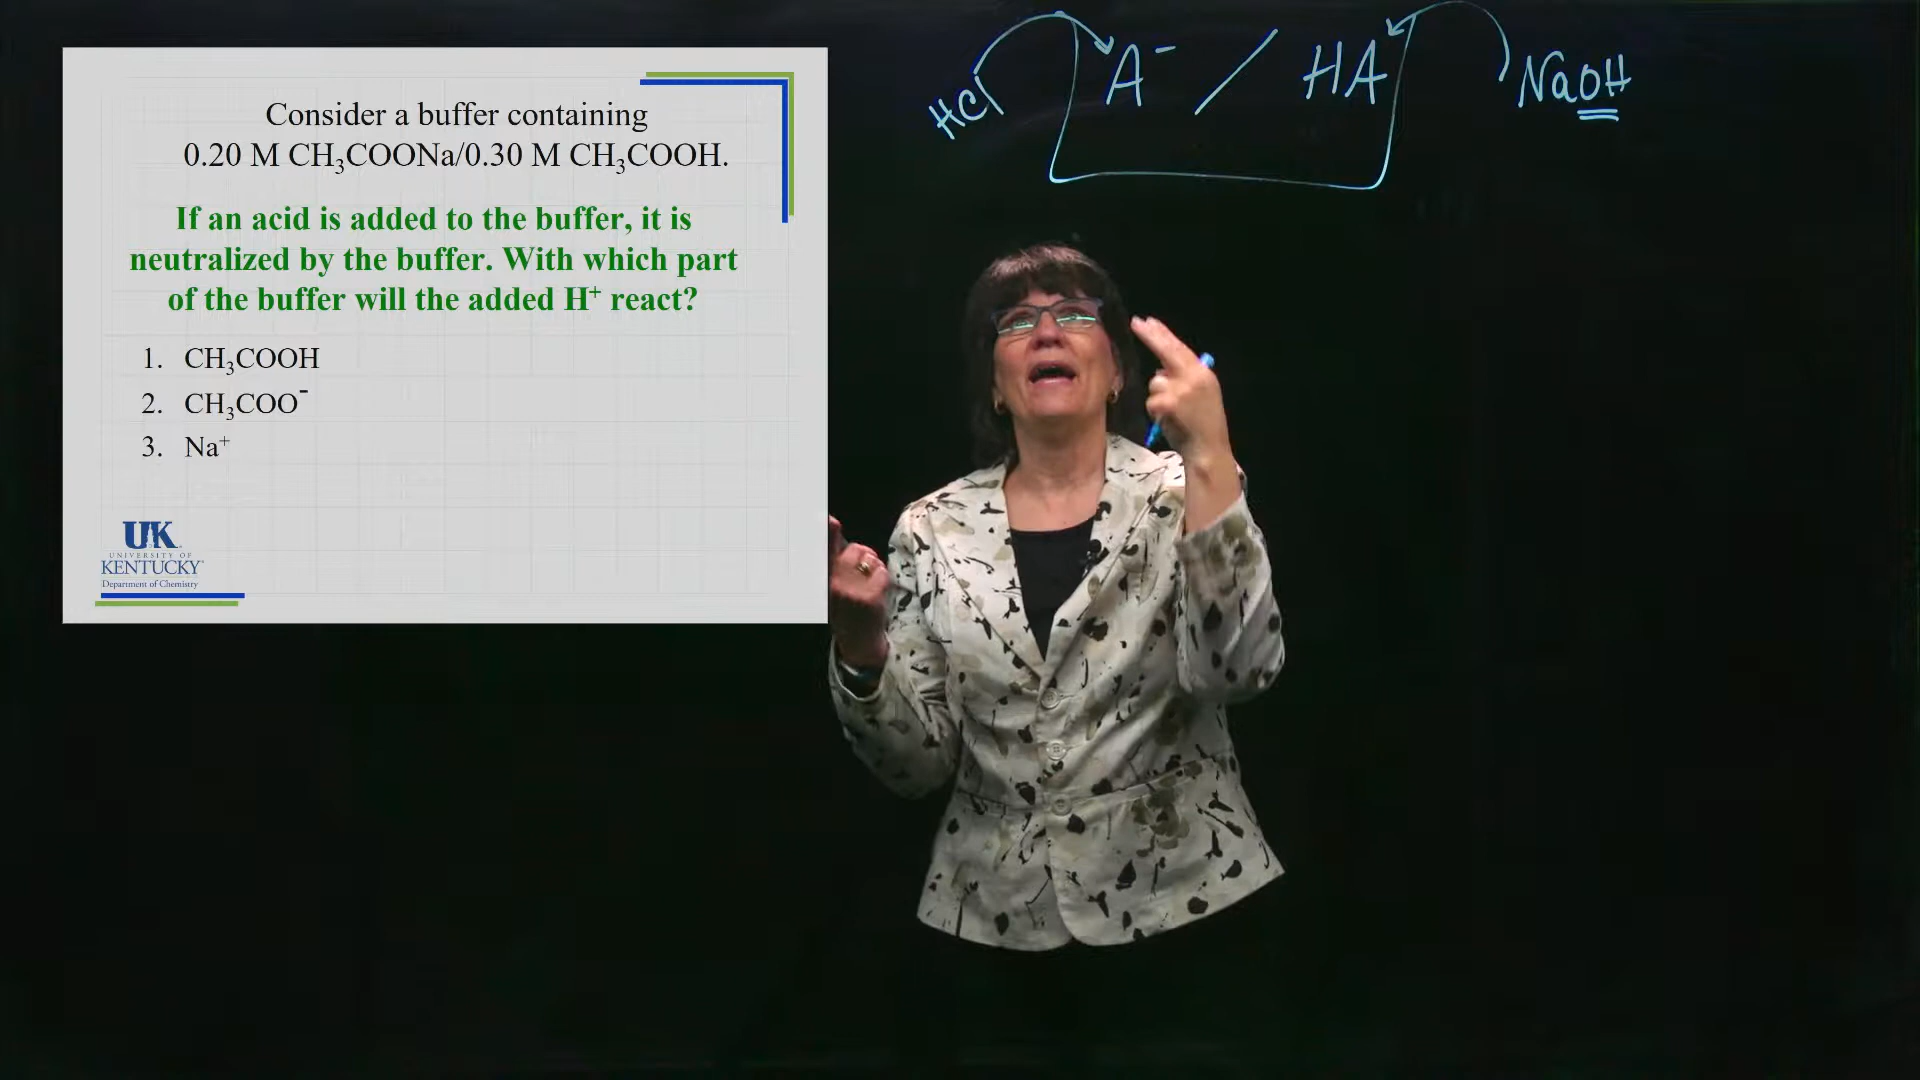 Consider a buffer containing
0.20 M CH₃COONa/0.30 M CH₃COOH.
If an acid is added to the buffer, it is
neutralized by the buffer. With which part
of the buffer will the added H⁺ react?
1. CH₃COOH
2. CH₃COO⁻
3. Na⁺
UK
UNIVERSITY OF
KENTUCKY
Department of Chemistry
HCl A⁻ / HA NaOH